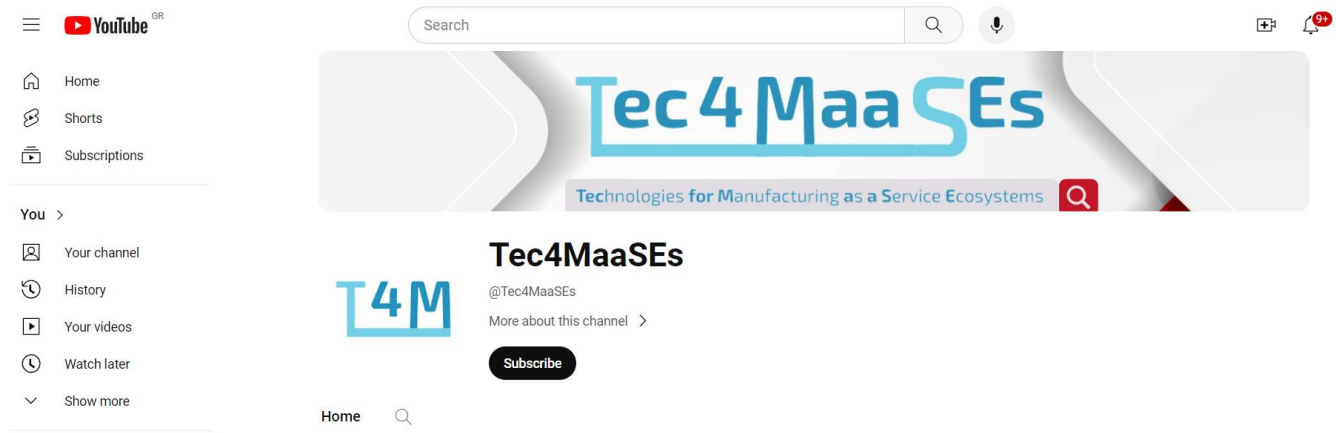 YouTube GR
Search
9+
Home
Shorts
Subscriptions
You
Your channel
History
Your videos
Watch later
Show more
Tec4MaaSEs
Technologies for Manufacturing as a Service Ecosystems
T4M
Tec4MaaSEs
@Tec4MaaSEs
More about this channel
Subscribe
Home